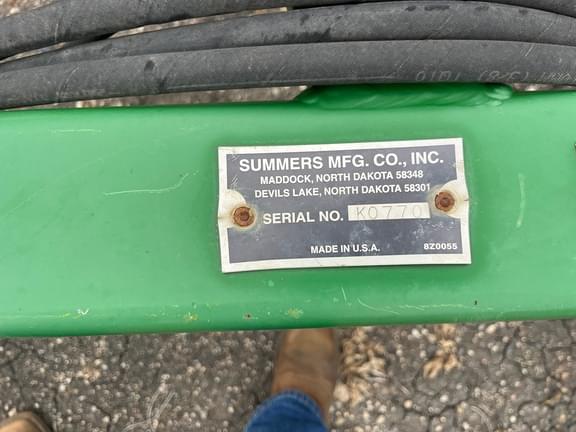 SUMMERS MFG. CO., INC.
MADDOCK, NORTH DAKOTA 58348
DEVILS LAKE, NORTH DAKOTA 58301
SERIAL NO. K0770
MADE IN U.S.A. 8Z0055